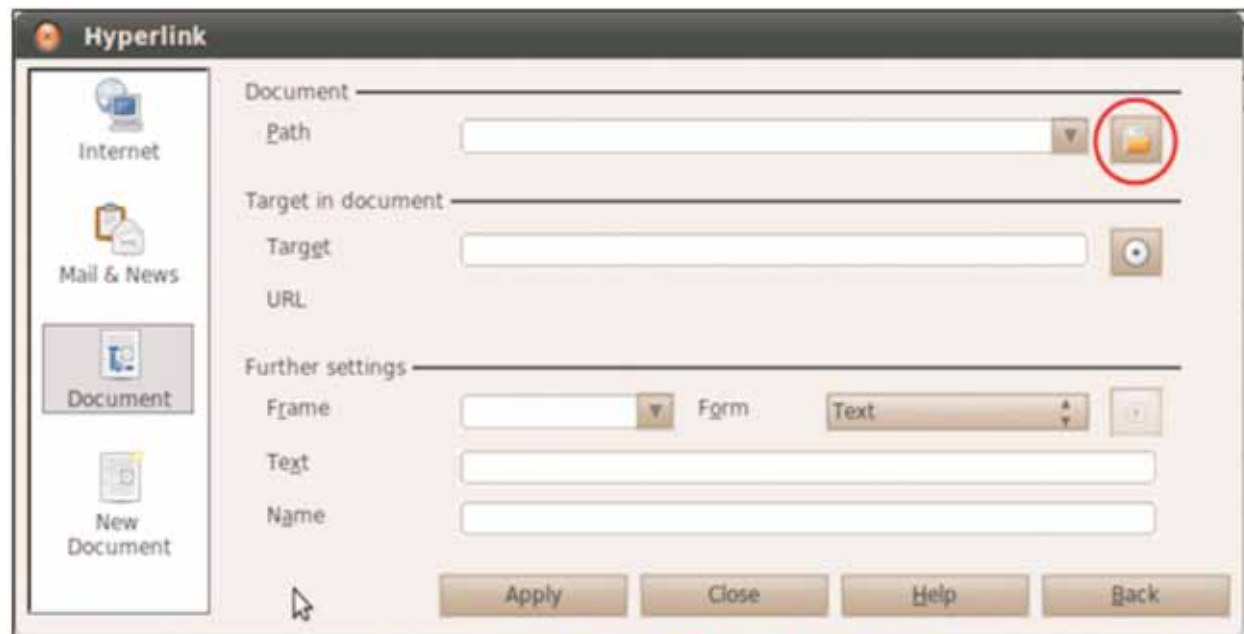 Hyperlink
Internet
Mail & News
Document
New
Document
Document
Path
Target in document
Target
URL
Further settings
Frame
Form
Text
Text
Name
Apply
Close
Help
Back